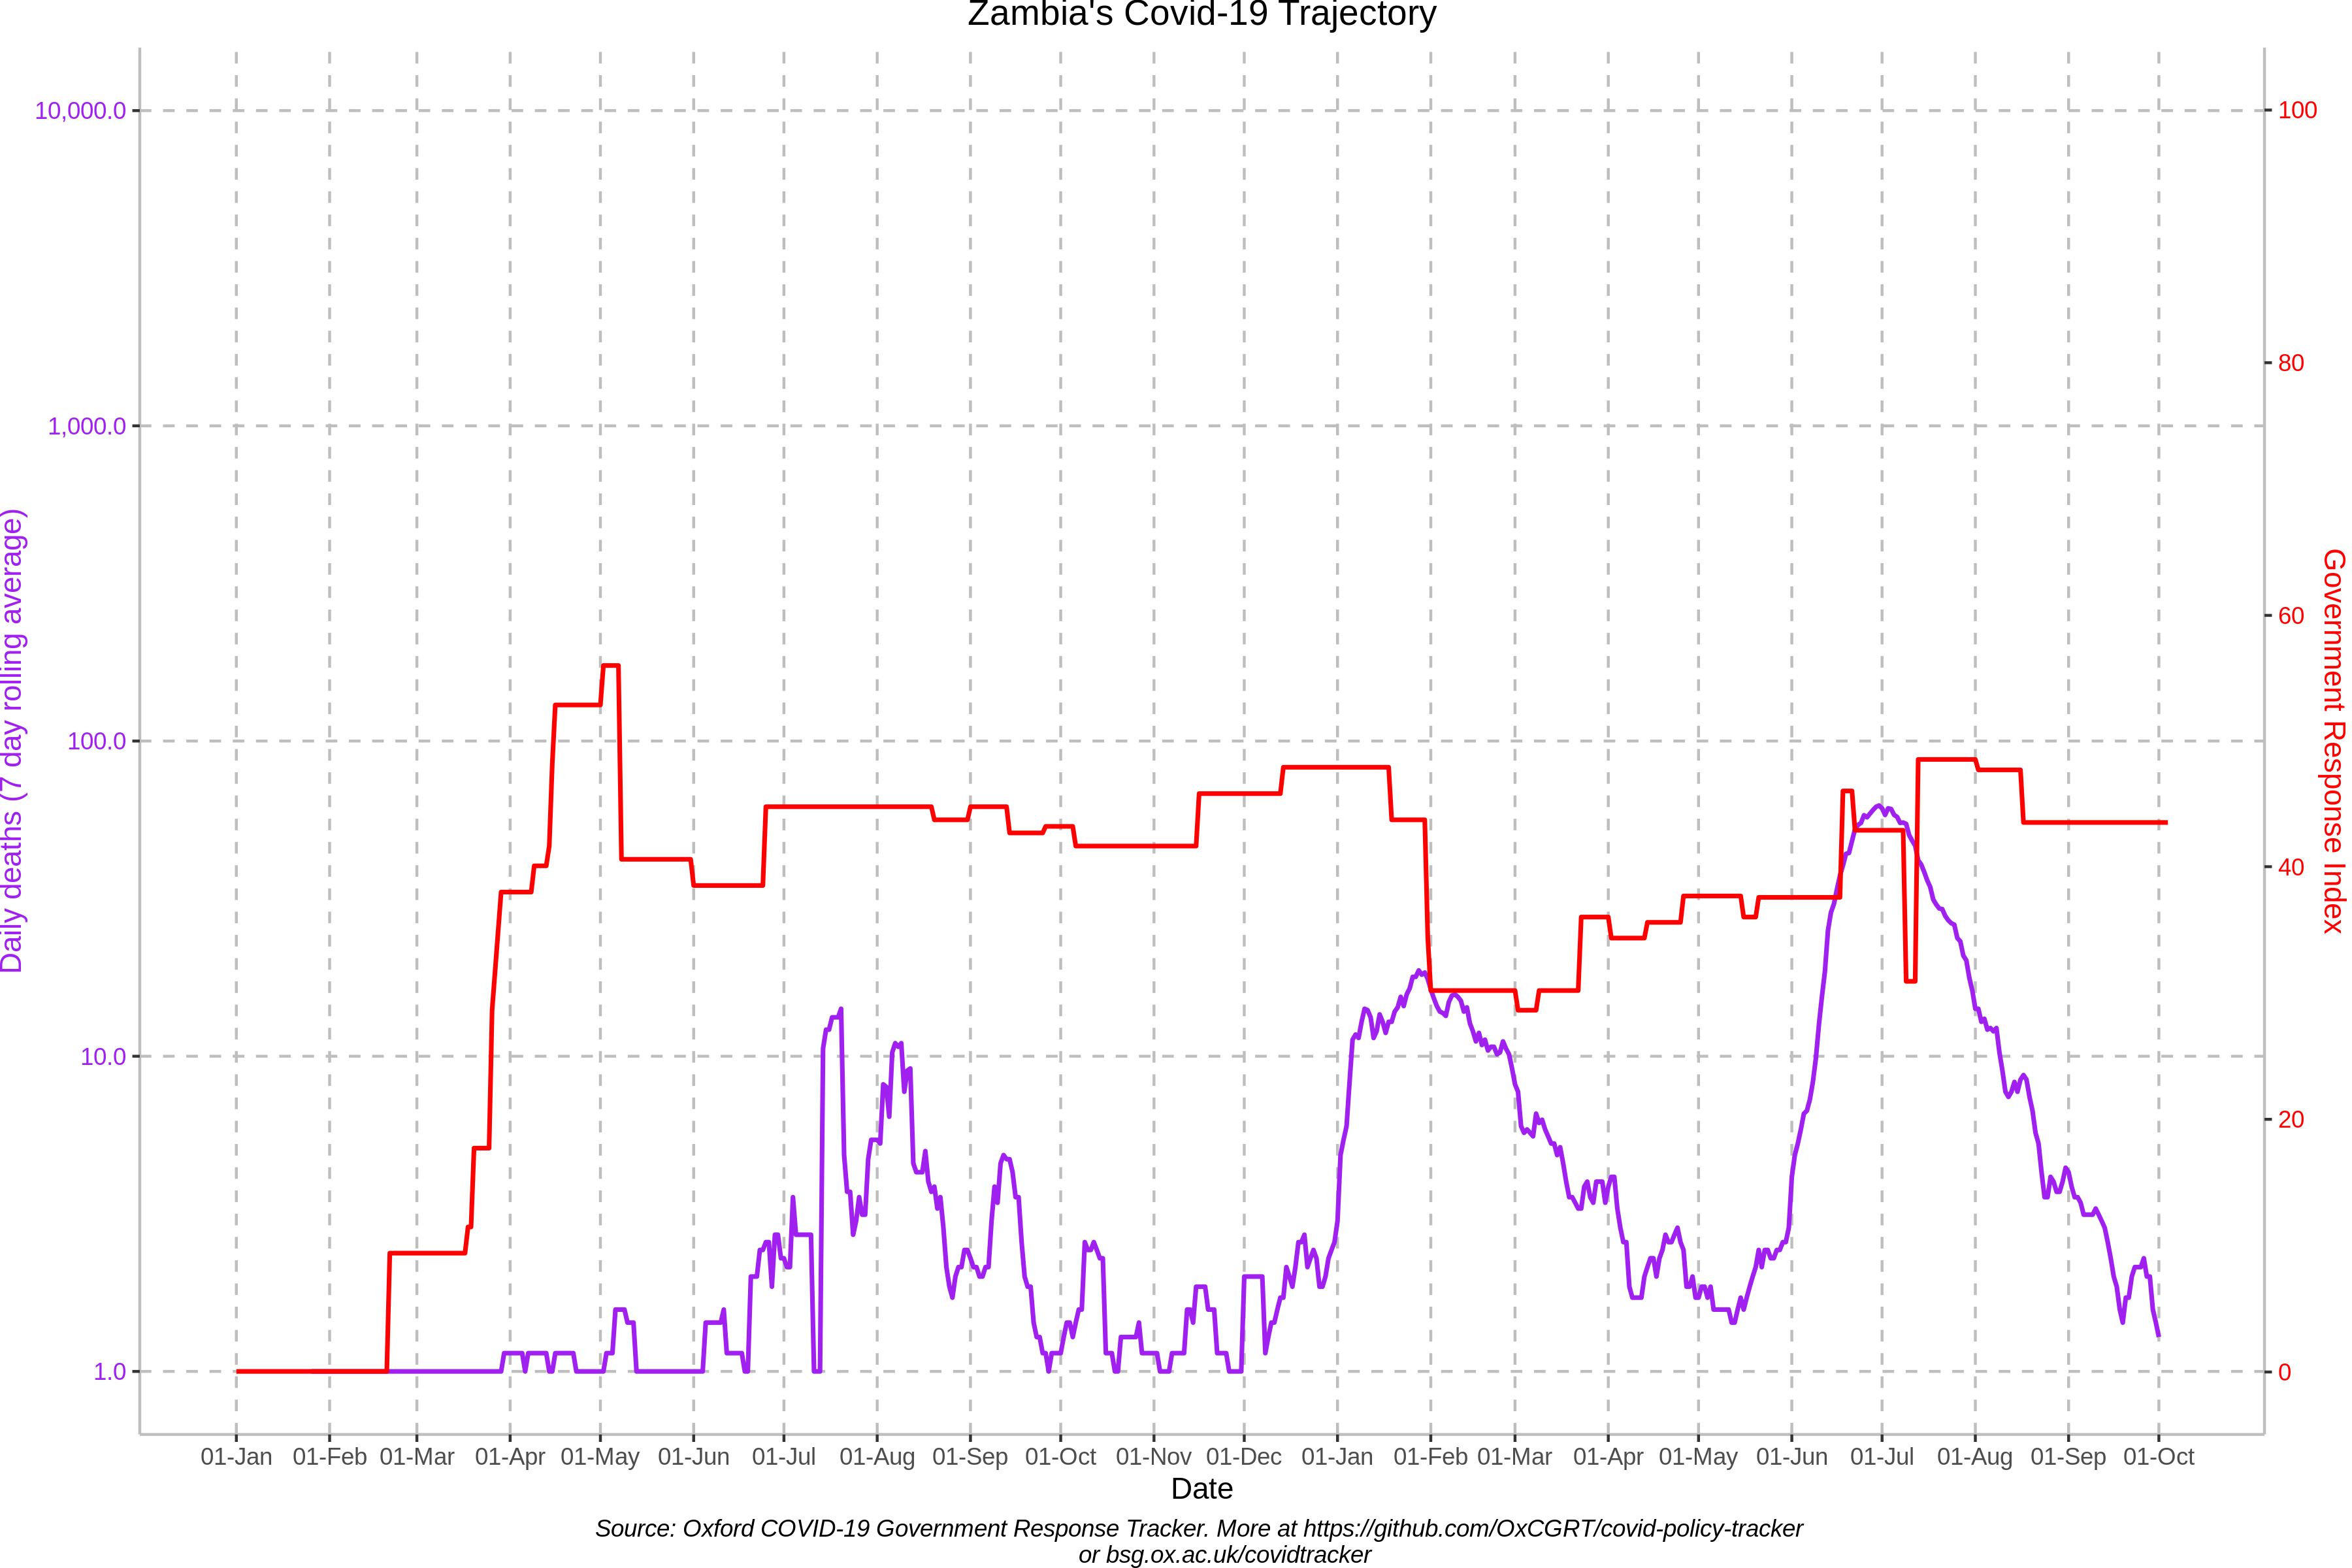 Zambia's Covid-19 Trajectory
10,000.0
1,000.0
100.0
10.0
1.0
Daily deaths (7 day rolling average)
100
80
60
40
20
0
Government Response Index
01-Jan 01-Feb 01-Mar 01-Apr 01-May 01-Jun 01-Jul 01-Aug 01-Sep 01-Oct 01-Nov 01-Dec 01-Jan 01-Feb 01-Mar 01-Apr 01-May 01-Jun 01-Jul 01-Aug 01-Sep 01-Oct
Date
Source: Oxford COVID-19 Government Response Tracker. More at https://github.com/OxCGRT/covid-policy-tracker
or bsg.ox.ac.uk/covidtracker